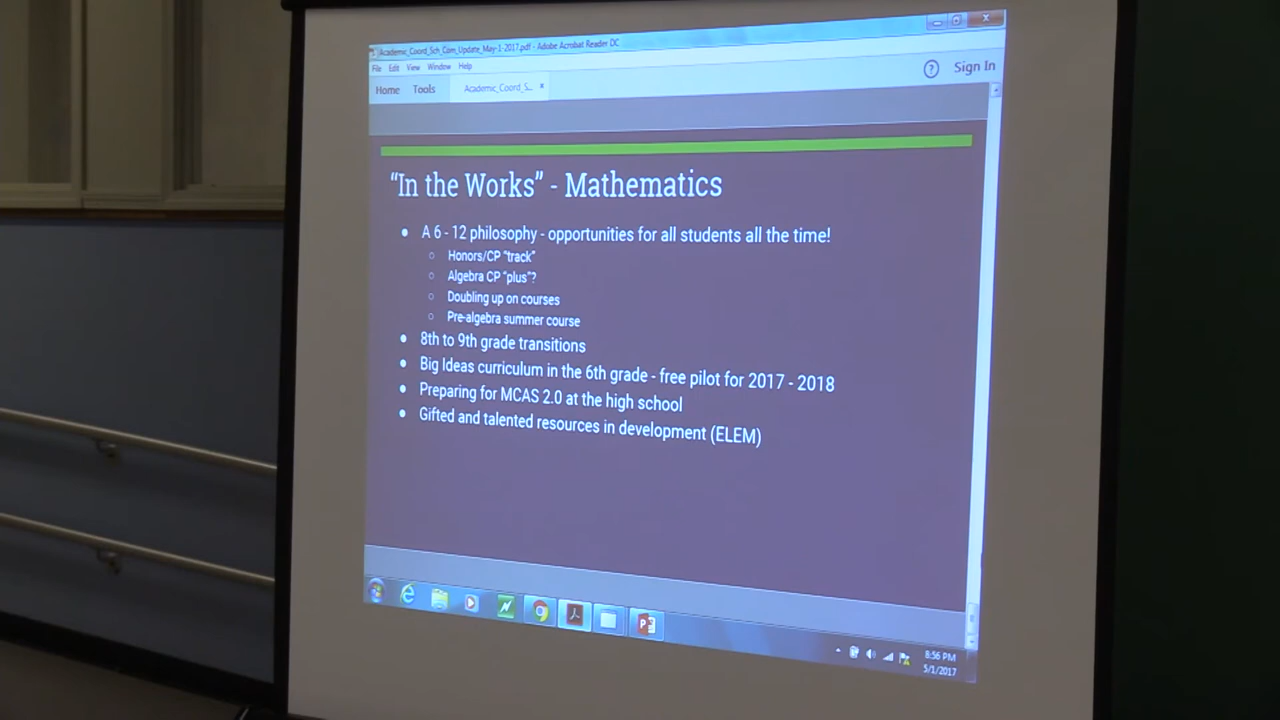 Academic_Coord_Sch_Com_Update_May-1-2017.pdf - Adobe Acrobat Reader DC
File Edit View Window Help
Home Tools Academic_Coord_S... ? Sign In
“In the Works” - Mathematics
A 6 - 12 philosophy - opportunities for all students all the time!
Honors/CP “track”
Algebra CP “plus”?
Doubling up on courses
Pre-algebra summer course
8th to 9th grade transitions
Big Ideas curriculum in the 6th grade - free pilot for 2017 - 2018
Preparing for MCAS 2.0 at the high school
Gifted and talented resources in development (ELEM)
8:56 PM
5/1/2017